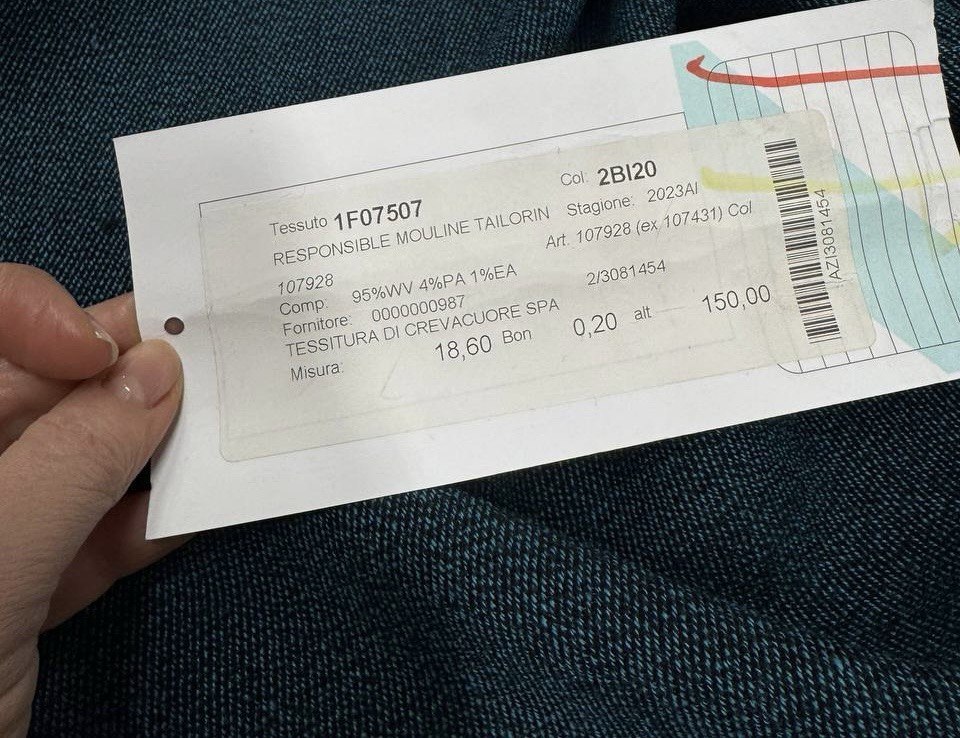 Tessuto 1F07507 Col: 2BI20
RESPONSIBLE MOULINE TAILORIN Stagione: 2023AI
107928 Art. 107928 (ex 107431) Col
Comp: 95%WV 4%PA 1%EA
Fornitore: 0000000987 2/3081454
TESSITURA DI CREVACUORE SPA
Misura: 18,60 Bon 0,20 alt 150,00
AZI3081454